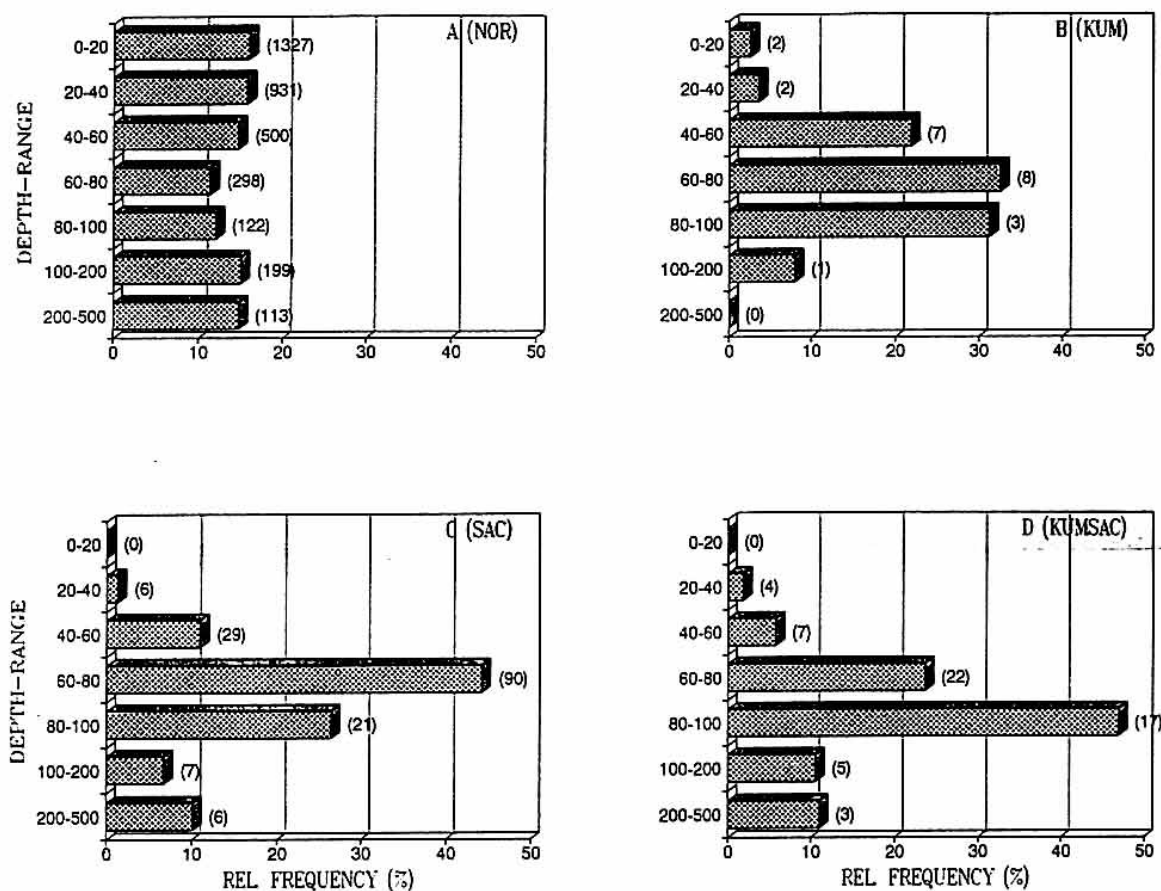 A (NOR)
DEPTH-RANGE
0-20 (1327)
20-40 (931)
40-60 (500)
60-80 (298)
80-100 (122)
100-200 (199)
200-500 (113)
0 10 20 30 40 50
B (KUM)
0-20 (2)
20-40 (2)
40-60 (7)
60-80 (8)
80-100 (3)
100-200 (1)
200-500 (0)
0 10 20 30 40 50
C (SAC)
DEPTH-RANGE
0-20 (0)
20-40 (6)
40-60 (29)
60-80 (90)
80-100 (21)
100-200 (7)
200-500 (6)
0 10 20 30 40 50
REL FREQUENCY (%)
D (KUMSAC)
0-20 (0)
20-40 (4)
40-60 (7)
60-80 (22)
80-100 (17)
100-200 (5)
200-500 (3)
0 10 20 30 40 50
REL FREQUENCY (%)